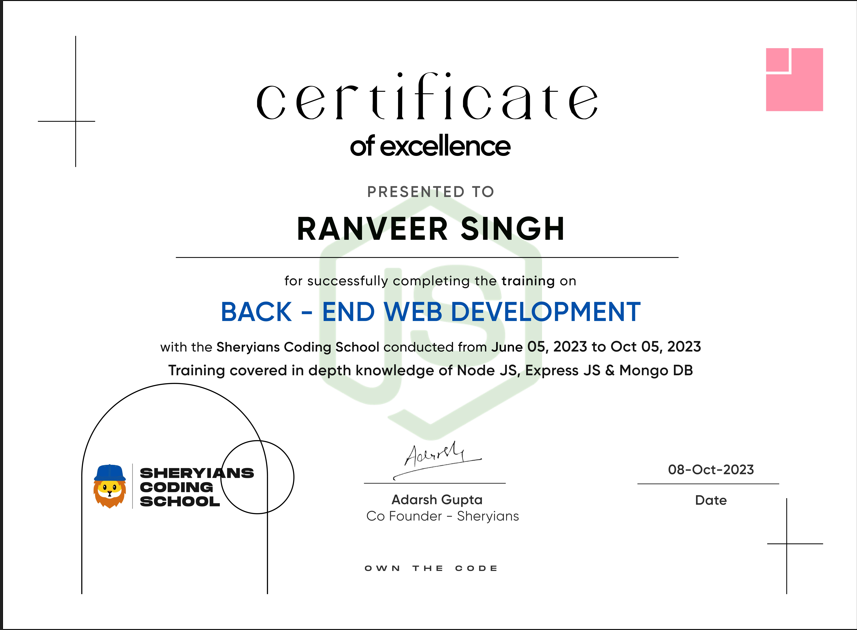 certificate
of excellence
PRESENTED TO
RANVEER SINGH
for successfully completing the training on
BACK - END WEB DEVELOPMENT
with the Sheryians Coding School conducted from June 05, 2023 to Oct 05, 2023
Training covered in depth knowledge of Node JS, Express JS & Mongo DB
JS
SHERYIANS
CODING
SCHOOL
Adarsh
Adarsh Gupta
Co Founder - Sheryians
08-Oct-2023
Date
OWN THE CODE